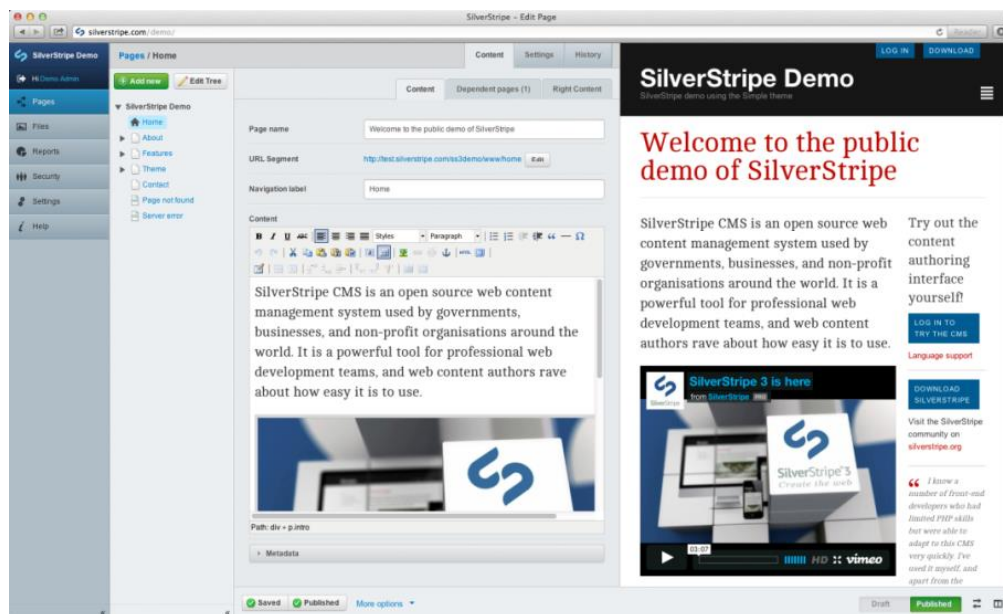 SilverStripe - Edit Page
silverstripe.com/demo/
Reader
SilverStripe Demo
Hi Demo Admin
Pages
Files
Reports
Security
Settings
Help
Pages / Home
Content
Settings
History
Add new
Edit Tree
SilverStripe Demo
Home
About
Features
Theme
Contact
Page not found
Server error
Content
Dependent pages (1)
Right Content
Page name
Welcome to the public demo of SilverStripe
URL Segment
http://test.silverstripe.com/ss3demo/www/home
Edit
Navigation label
Home
Content
B I U ABC
Styles
Paragraph
HTML
SilverStripe CMS is an open source web content
management system used by governments,
businesses, and non-profit organisations around the
world. It is a powerful tool for professional web
development teams, and web content authors rave
about how easy it is to use.
Path: div » p.intro
Metadata
Saved
Published
More options
LOG IN
DOWNLOAD
SilverStripe Demo
SilverStripe demo using the Simple theme
Welcome to the public
demo of SilverStripe
SilverStripe CMS is an open source web
content management system used by
governments, businesses, and non-profit
organisations around the world. It is a
powerful tool for professional web
development teams, and web content
authors rave about how easy it is to use.
SilverStripe
SilverStripe 3 is here
from SilverStripe PRO
SilverStripe 3
Create the web
03:07
HD
vimeo
Try out the
content
authoring
interface
yourself!
LOG IN TO
TRY THE CMS
Language support
DOWNLOAD
SILVERSTRIPE
Visit the SilverStripe
community on
silverstripe.org
“ I know a
number of front-end
developers who had
limited PHP skills
but were able to
adapt to this CMS
very quickly. I've
used it myself, and
apart from the
Draft
Published